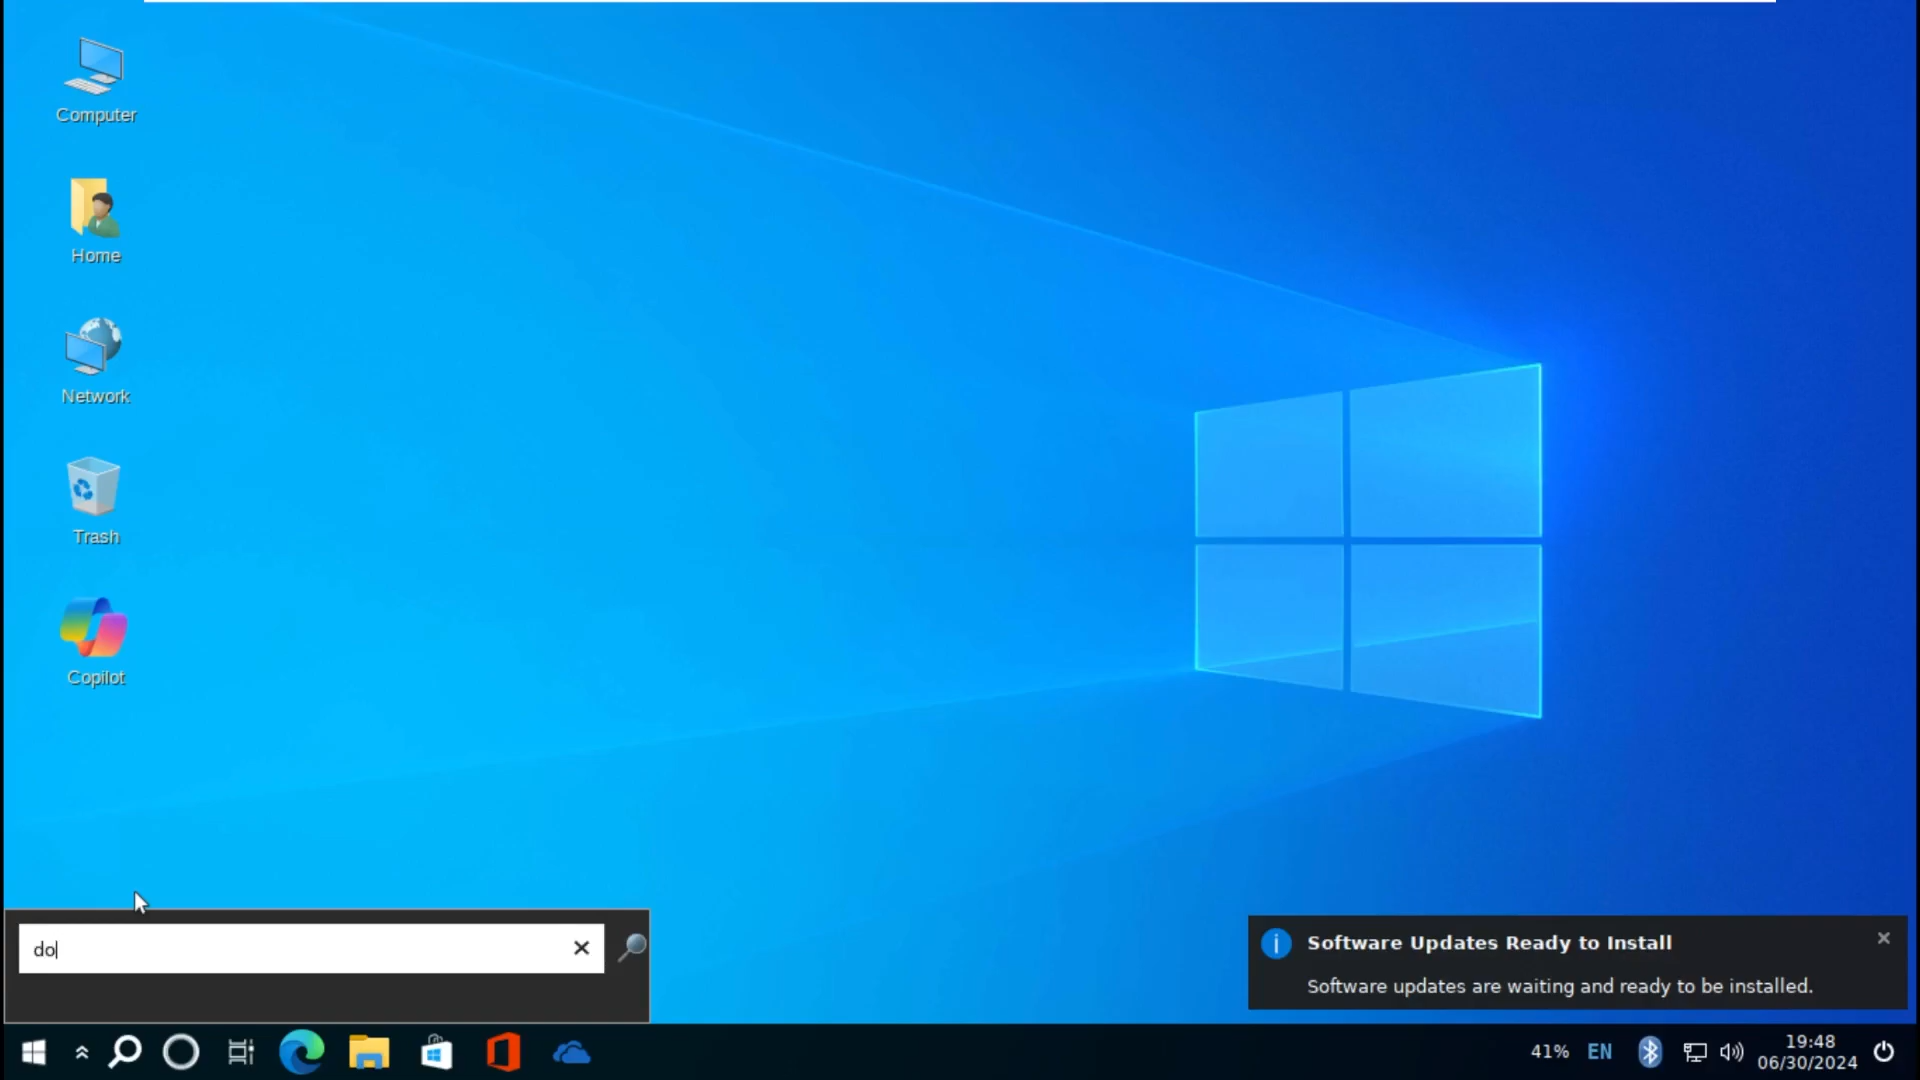 Computer
Home
Network
Trash
Copilot
do
Software Updates Ready to Install
Software updates are waiting and ready to be installed.
41% EN 19:48
06/30/2024